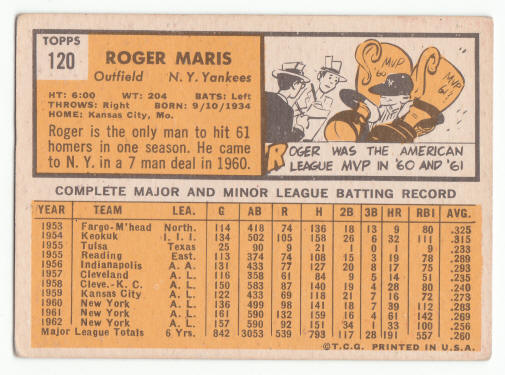 TOPPS
120
ROGER MARIS
Outfield N.Y. Yankees
HT: 6:00 WT: 204 BATS: Left
THROWS: Right BORN: 9/10/1934
HOME: Kansas City, Mo.
Roger is the only man to hit 61
homers in one season. He came
to N.Y. in a 7 man deal in 1960.
MVP '60
MVP '61
ROGER WAS THE AMERICAN
LEAGUE MVP IN '60 AND '61
COMPLETE MAJOR AND MINOR LEAGUE BATTING RECORD
YEAR TEAM LEA. G AB R H 2B 3B HR RBI AVG.
1953 Fargo-M'head North. 114 418 74 136 18 13 9 80 .325
1954 Keokuk I. I. I. 134 502 105 158 26 6 32 111 .315
1955 Tulsa Texas 25 90 9 21 1 0 1 9 .233
1955 Reading East. 113 374 74 108 15 3 19 78 .289
1956 Indianapolis A. A. 131 433 77 127 20 8 17 75 .293
1957 Cleveland A. L. 116 358 61 84 9 5 14 51 .235
1958 Cleve.-K. C. A. L. 150 583 87 140 19 4 28 80 .240
1959 Kansas City A. L. 122 433 69 118 21 7 16 72 .273
1960 New York A. L. 136 499 98 141 18 7 39 112 .283
1961 New York A. L. 161 590 132 159 16 4 61 142 .269
1962 New York A. L. 157 590 92 151 34 1 33 100 .256
Major League Totals 6 Yrs. 842 3053 539 793 117 28 191 557 .260
©T.C.G. PRINTED IN U.S.A.